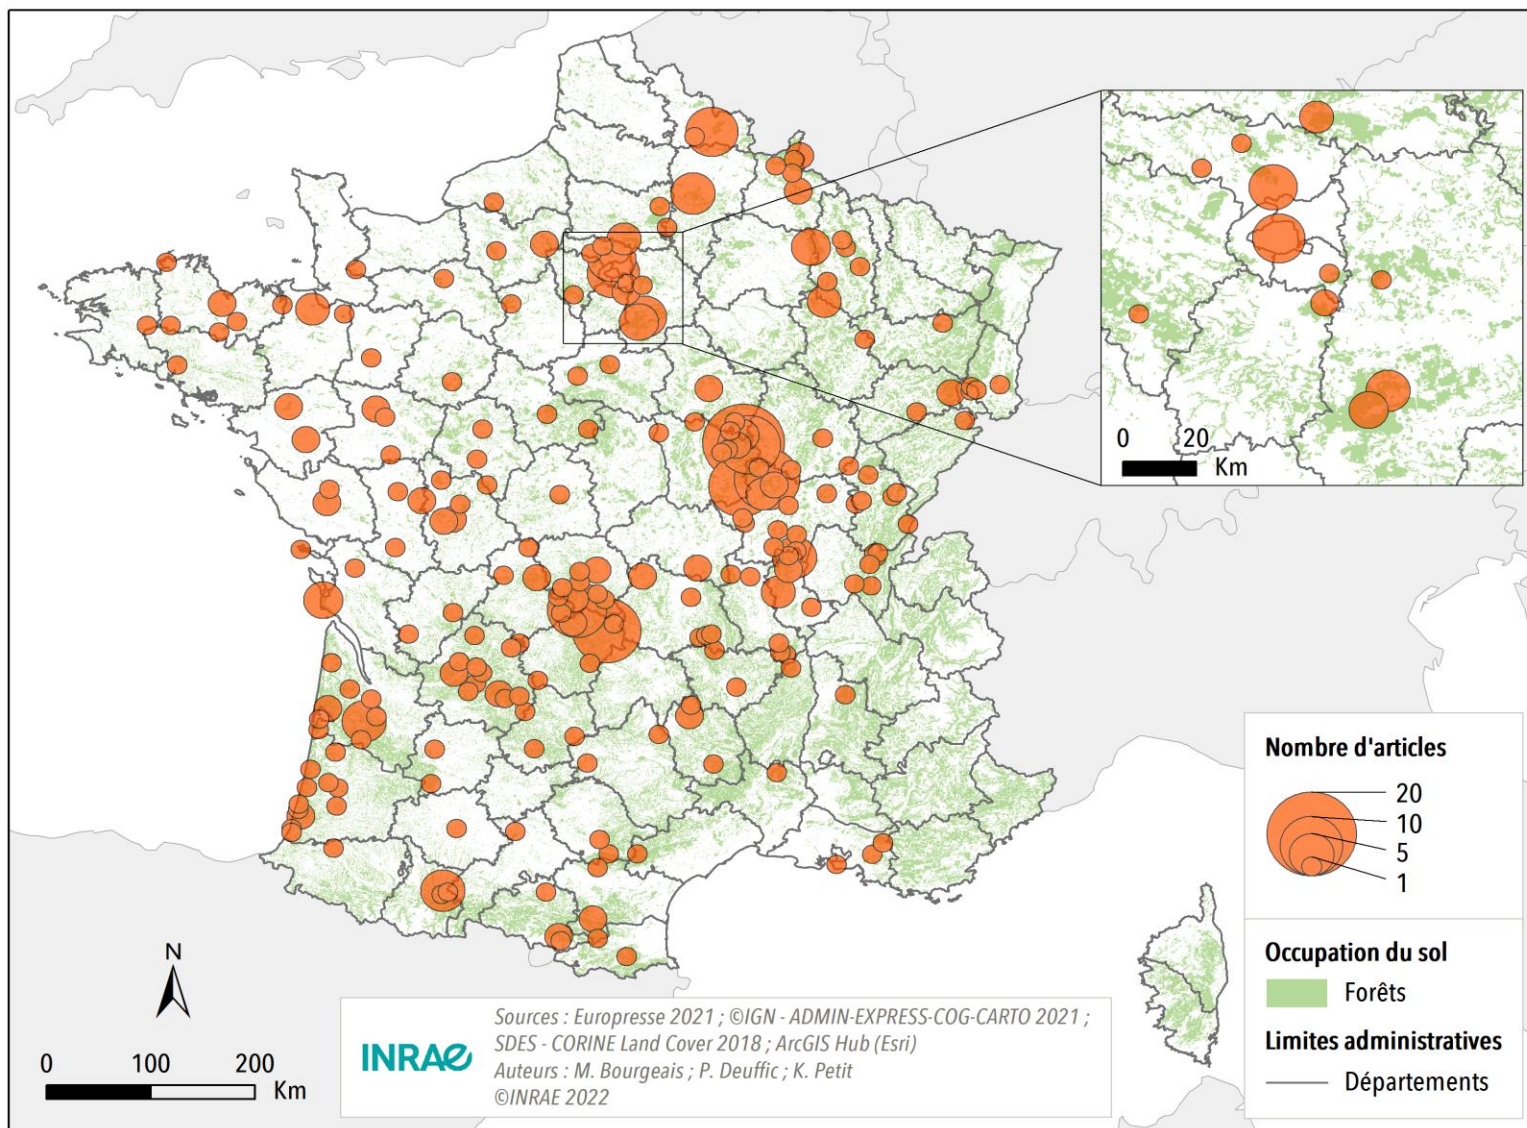 0 20
Km
Nombre d'articles
20
10
5
1
Occupation du sol
Forêts
Limites administratives
Départements
N
0 100 200
Km
INRAE
Sources : Europresse 2021 ; ©IGN - ADMIN-EXPRESS-COG-CARTO 2021 ;
SDES - CORINE Land Cover 2018 ; ArcGIS Hub (Esri)
Auteurs : M. Bourgeais ; P. Deuffic ; K. Petit
©INRAE 2022